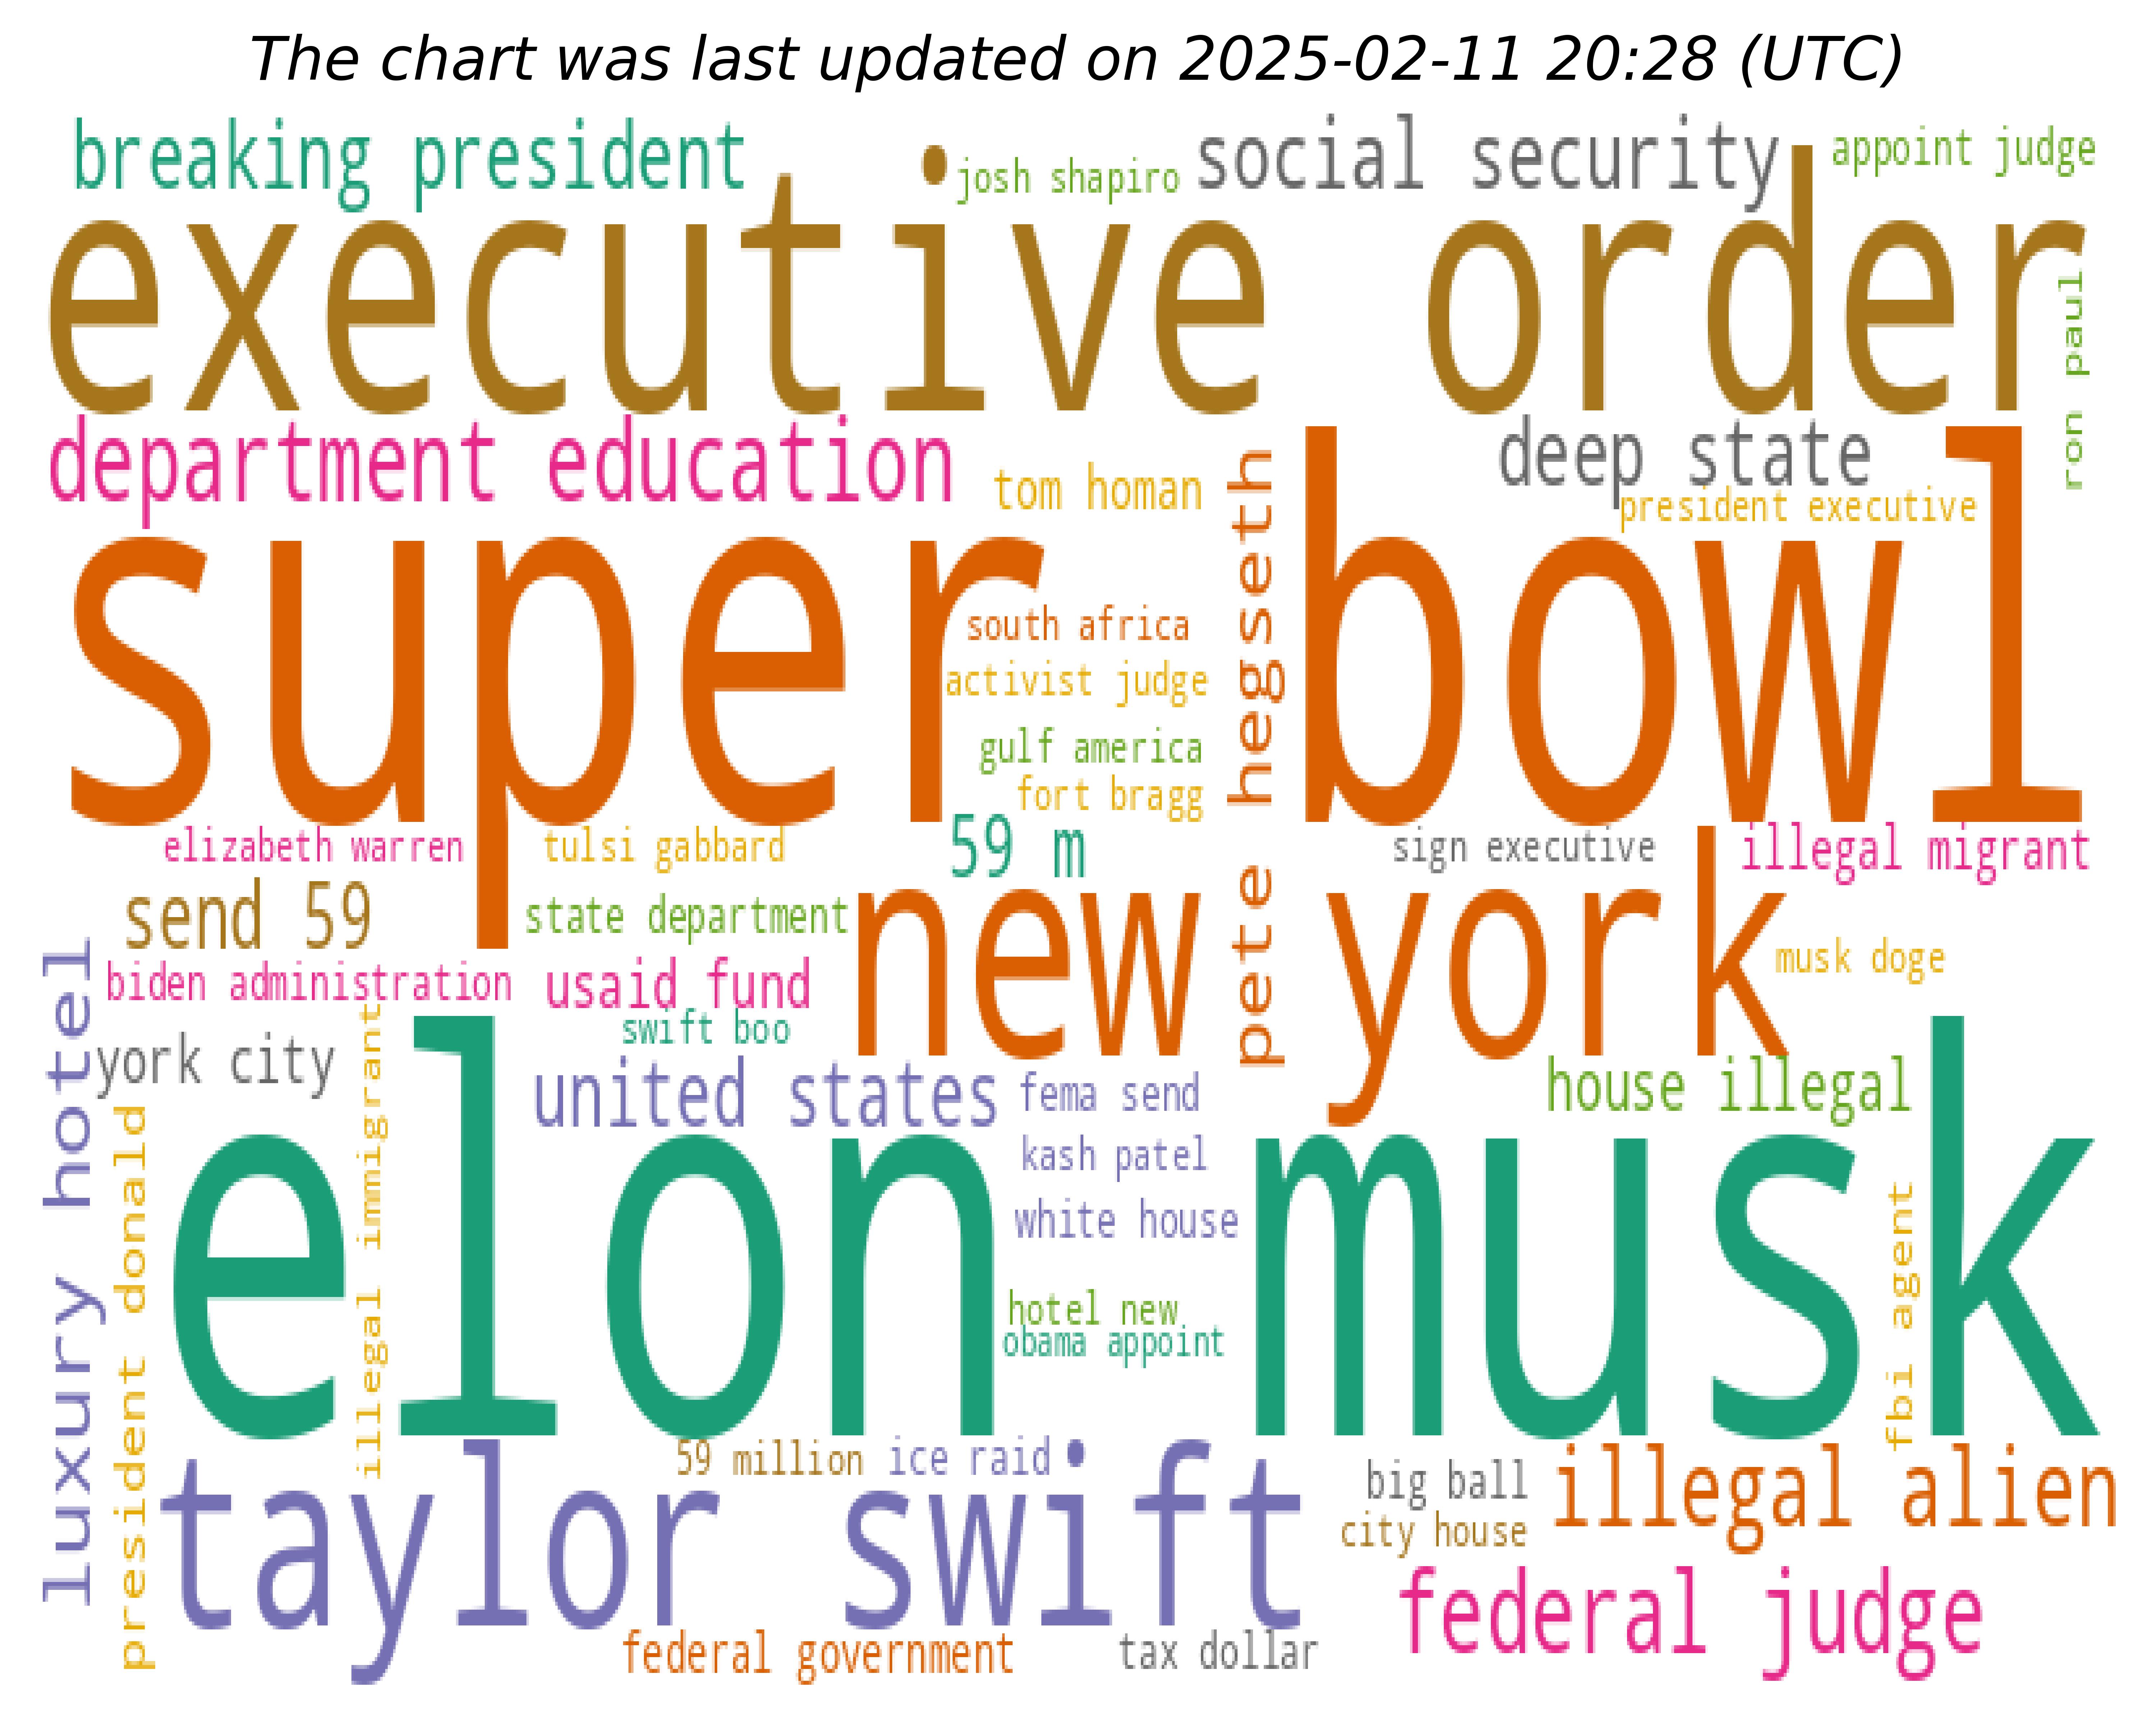 The chart was last updated on 2025-02-11 20:28 (UTC)
breaking president
josh shapiro
social security
appoint judge
executive order
ron paul
department education
tom homan
deep state
president executive
super bowl
pete hegseth
south africa
activist judge
gulf america
fort bragg
elizabeth warren
tulsi gabbard
59 m
sign executive
illegal migrant
send 59
state department
new york
musk doge
luxury hotel
biden administration
usaid fund
swift boo
york city
illegal immigrant
united states
fema send
house illegal
president donald
elon musk
kash patel
white house
fbi agent
hotel new
obama appoint
taylor swift
59 million
ice raid
big ball
illegal alien
city house
federal judge
federal government
tax dollar